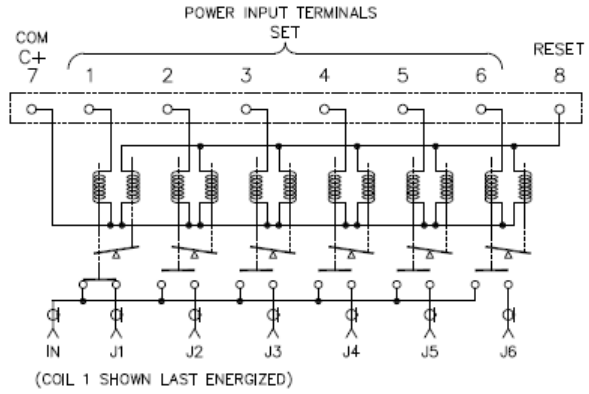 POWER INPUT TERMINALS
SET
COM
C+
RESET
7 1 2 3 4 5 6 8
IN J1 J2 J3 J4 J5 J6
(COIL 1 SHOWN LAST ENERGIZED)